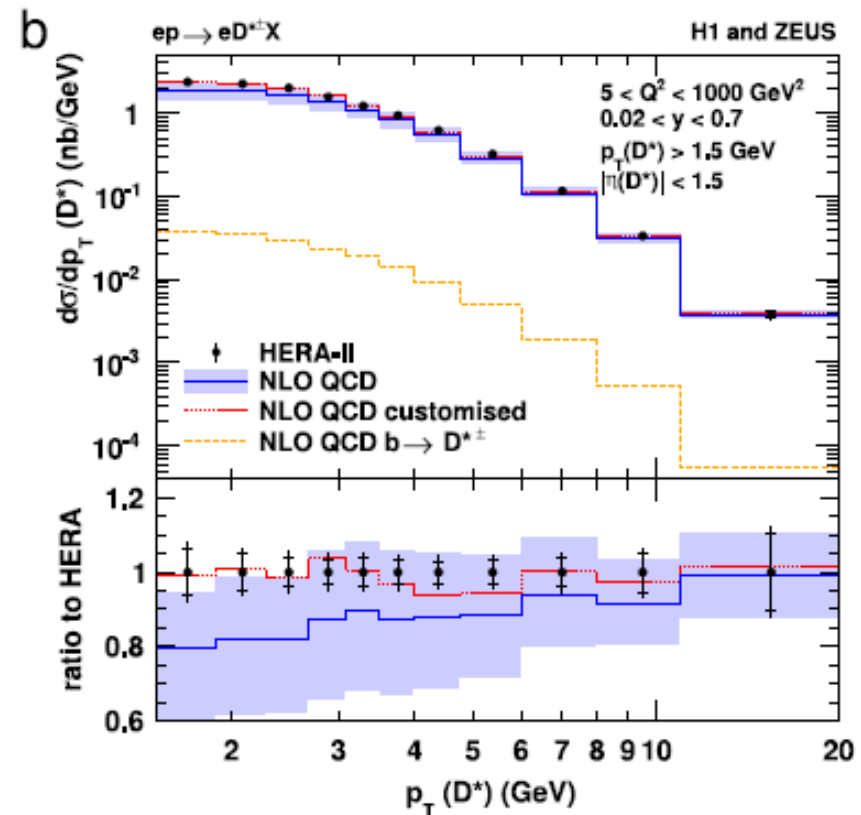 b
ep → eD*±X    H1 and ZEUS
dσ/dp_T (D*) (nb/GeV)
1
10⁻¹
10⁻²
10⁻³
10⁻⁴
5 < Q² < 1000 GeV²
0.02 < y < 0.7
p_T(D*) > 1.5 GeV
|η(D*)| < 1.5
HERA-II
NLO QCD
NLO QCD customised
NLO QCD b → D*±
ratio to HERA
1.2
1
0.8
0.6
2 3 4 5 6 7 8 9 10 20
p_T (D*) (GeV)